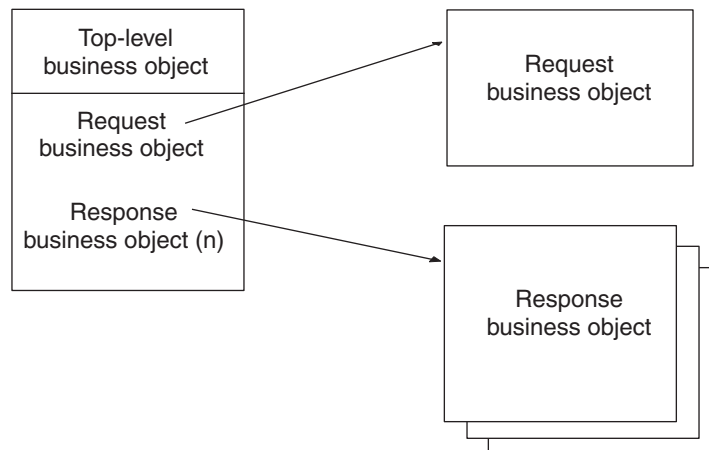 Top-level
business object
Request
business object
Response
business object (n)
Request
business object
Response
business object